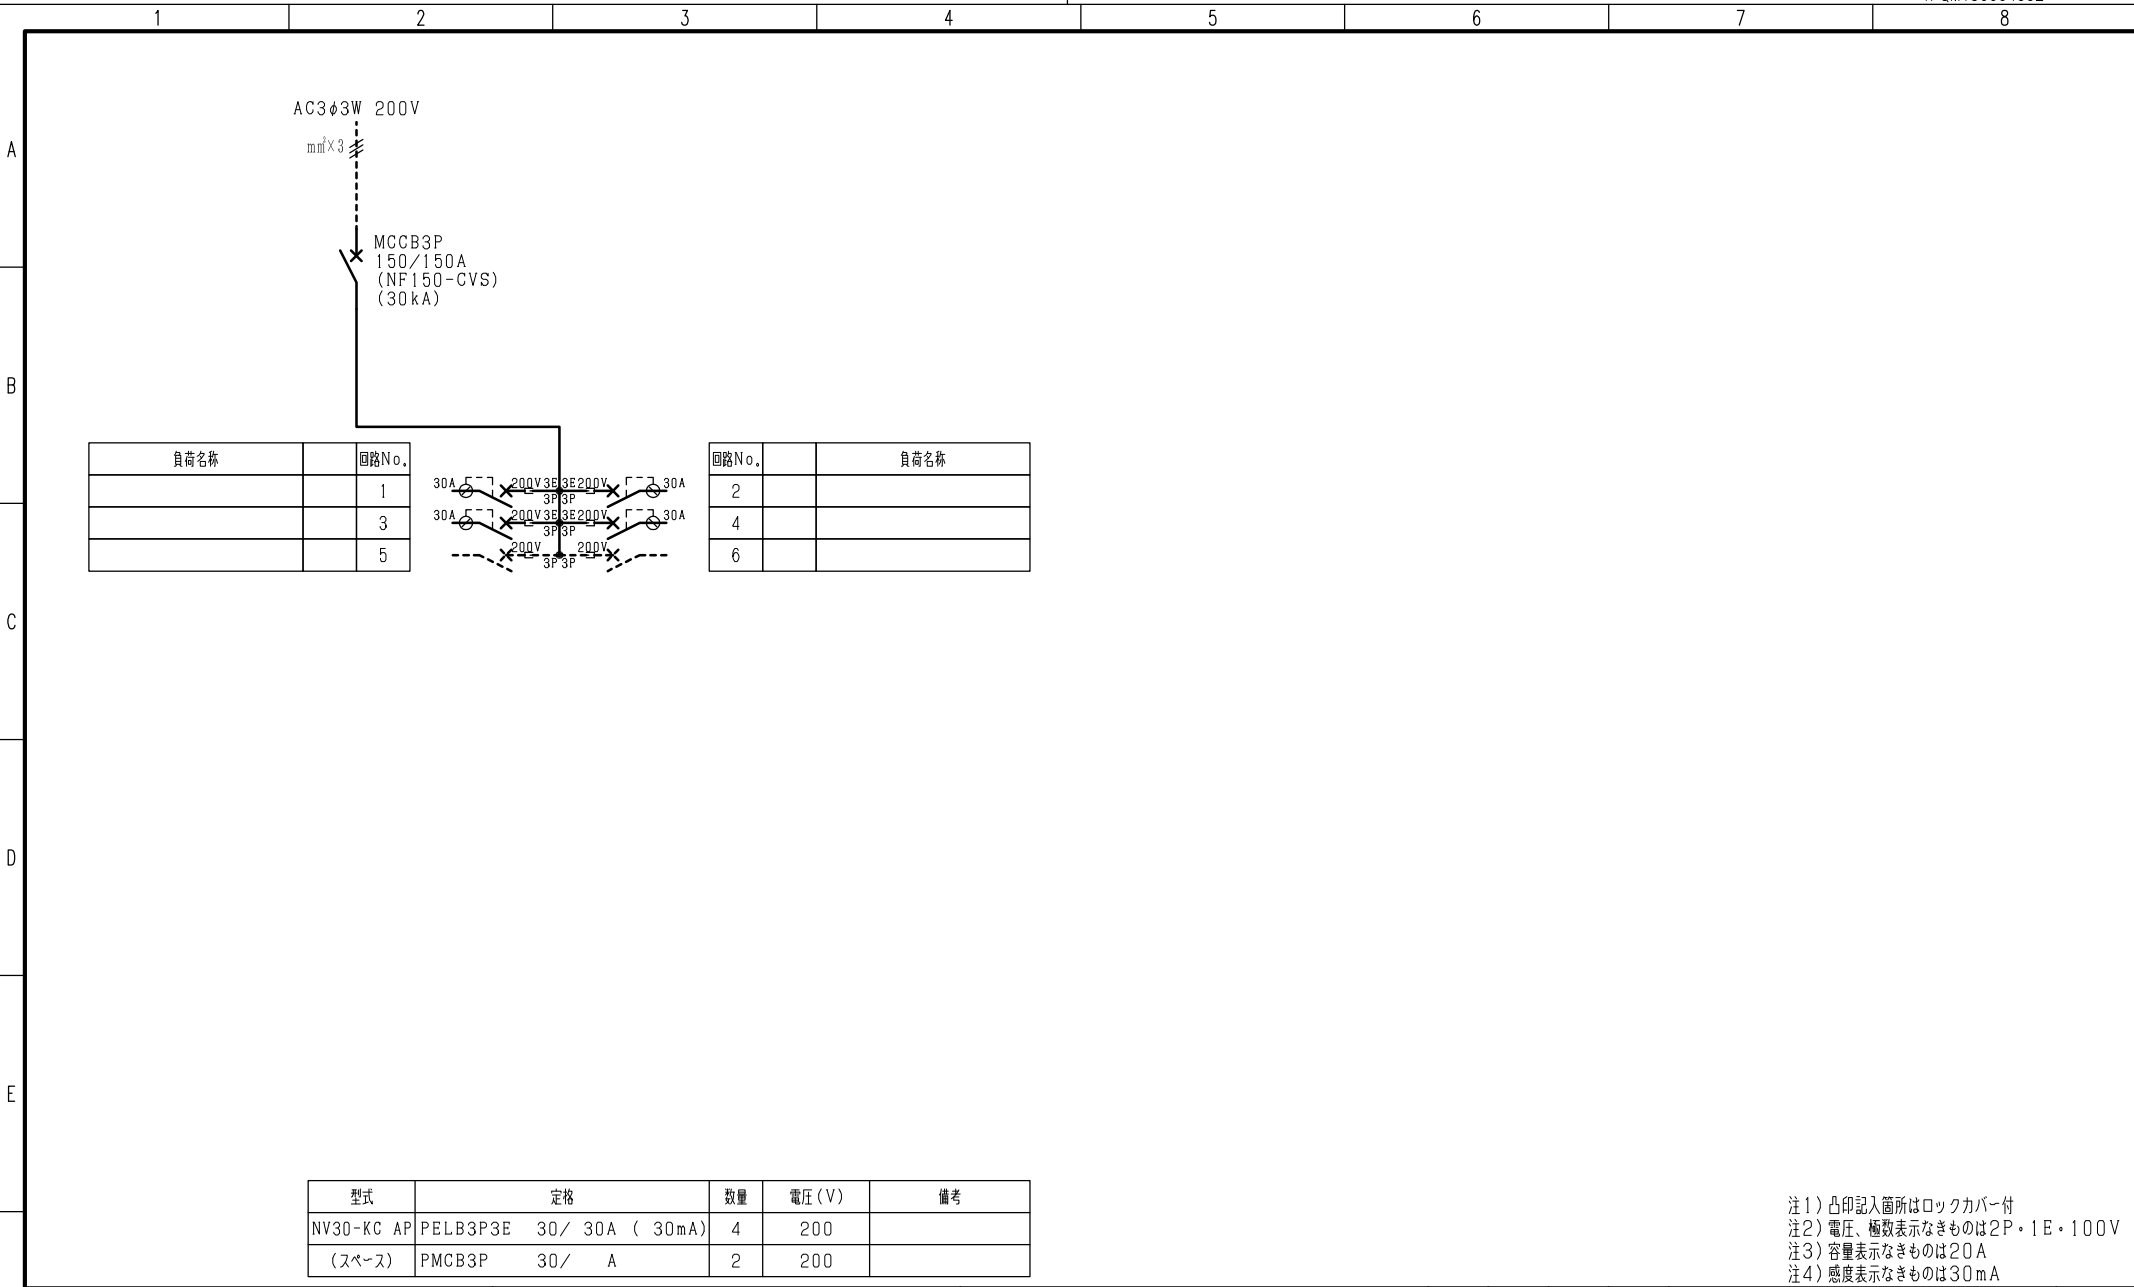 1 2 3 4 5 6 7 8
A
B
C
D
E
AC3φ3W 200V
mm²×3
MCCB3P
150/150A
(NF150-CVS)
(30kA)
負荷名称 回路No.
1
3
5
30A 200V 3E 3E 200V 30A
3P 3P
30A 200V 3E 3E 200V 30A
3P 3P
200V 200V
3P 3P
回路No. 負荷名称
2
4
6
型式 定格 数量 電圧(V) 備考
NV30-KC AP PELB3P3E 30/ 30A ( 30mA) 4 200
(スペース) PMCB3P 30/ A 2 200
注1)凸印記入箇所はロックカバー付
注2)電圧、極数表示なきものは2P・1E・100V
注3)容量表示なきものは20A
注4)感度表示なきものは30mA